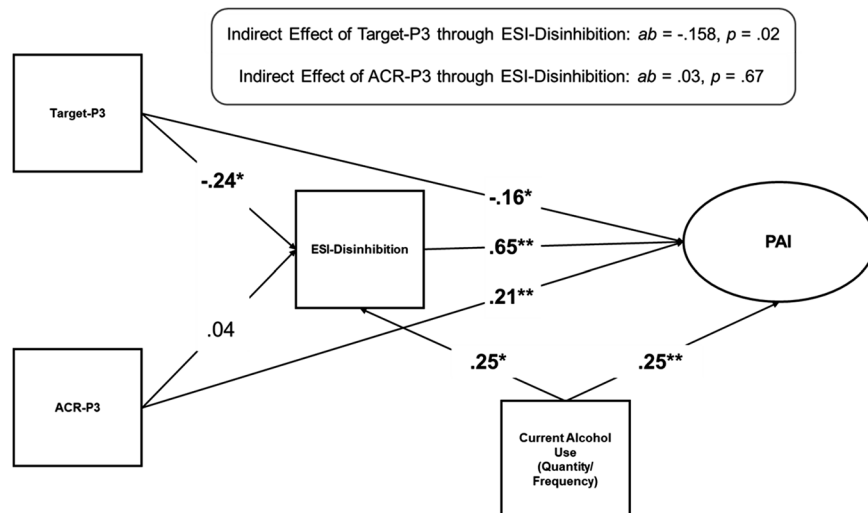 Indirect Effect of Target-P3 through ESI-Disinhibition: ab = -.158, p = .02
Indirect Effect of ACR-P3 through ESI-Disinhibition: ab = .03, p = .67
Target-P3
-.24*
-.16*
ESI-Disinhibition
PAI
.65**
.21**
.04
ACR-P3
.25*
.25**
Current Alcohol
Use
(Quantity/
Frequency)